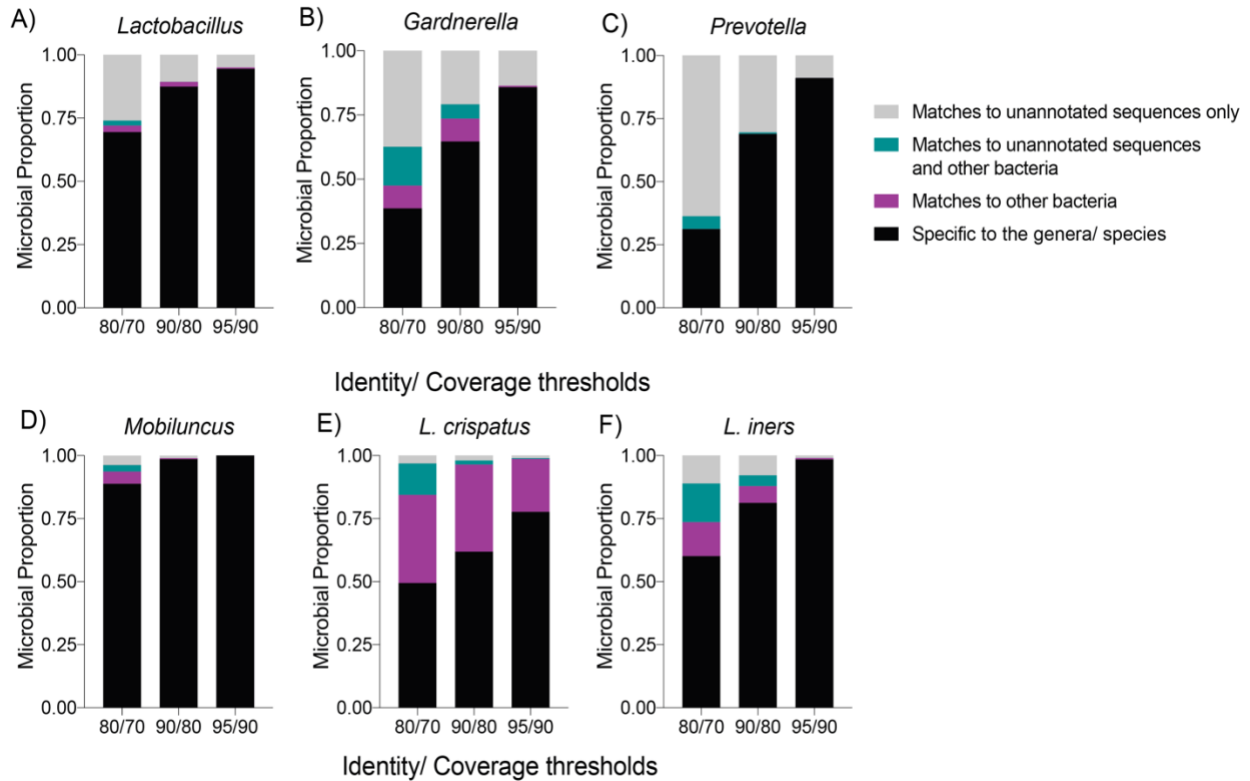 A)
Lactobacillus
Microbial Proportion
1.00
0.75
0.50
0.25
0.00
80/70 90/80 95/90
B)
Gardnerella
Microbial Proportion
1.00
0.75
0.50
0.25
0.00
80/70 90/80 95/90
C)
Prevotella
Microbial Proportion
1.00
0.75
0.50
0.25
0.00
80/70 90/80 95/90
Matches to unannotated sequences only
Matches to unannotated sequences
and other bacteria
Matches to other bacteria
Specific to the genera/ species
Identity/ Coverage thresholds
D)
Mobiluncus
Microbial Proportion
1.00
0.75
0.50
0.25
0.00
80/70 90/80 95/90
E)
L. crispatus
Microbial Proportion
1.00
0.75
0.50
0.25
0.00
80/70 90/80 95/90
F)
L. iners
Microbial Proportion
1.00
0.75
0.50
0.25
0.00
80/70 90/80 95/90
Identity/ Coverage thresholds